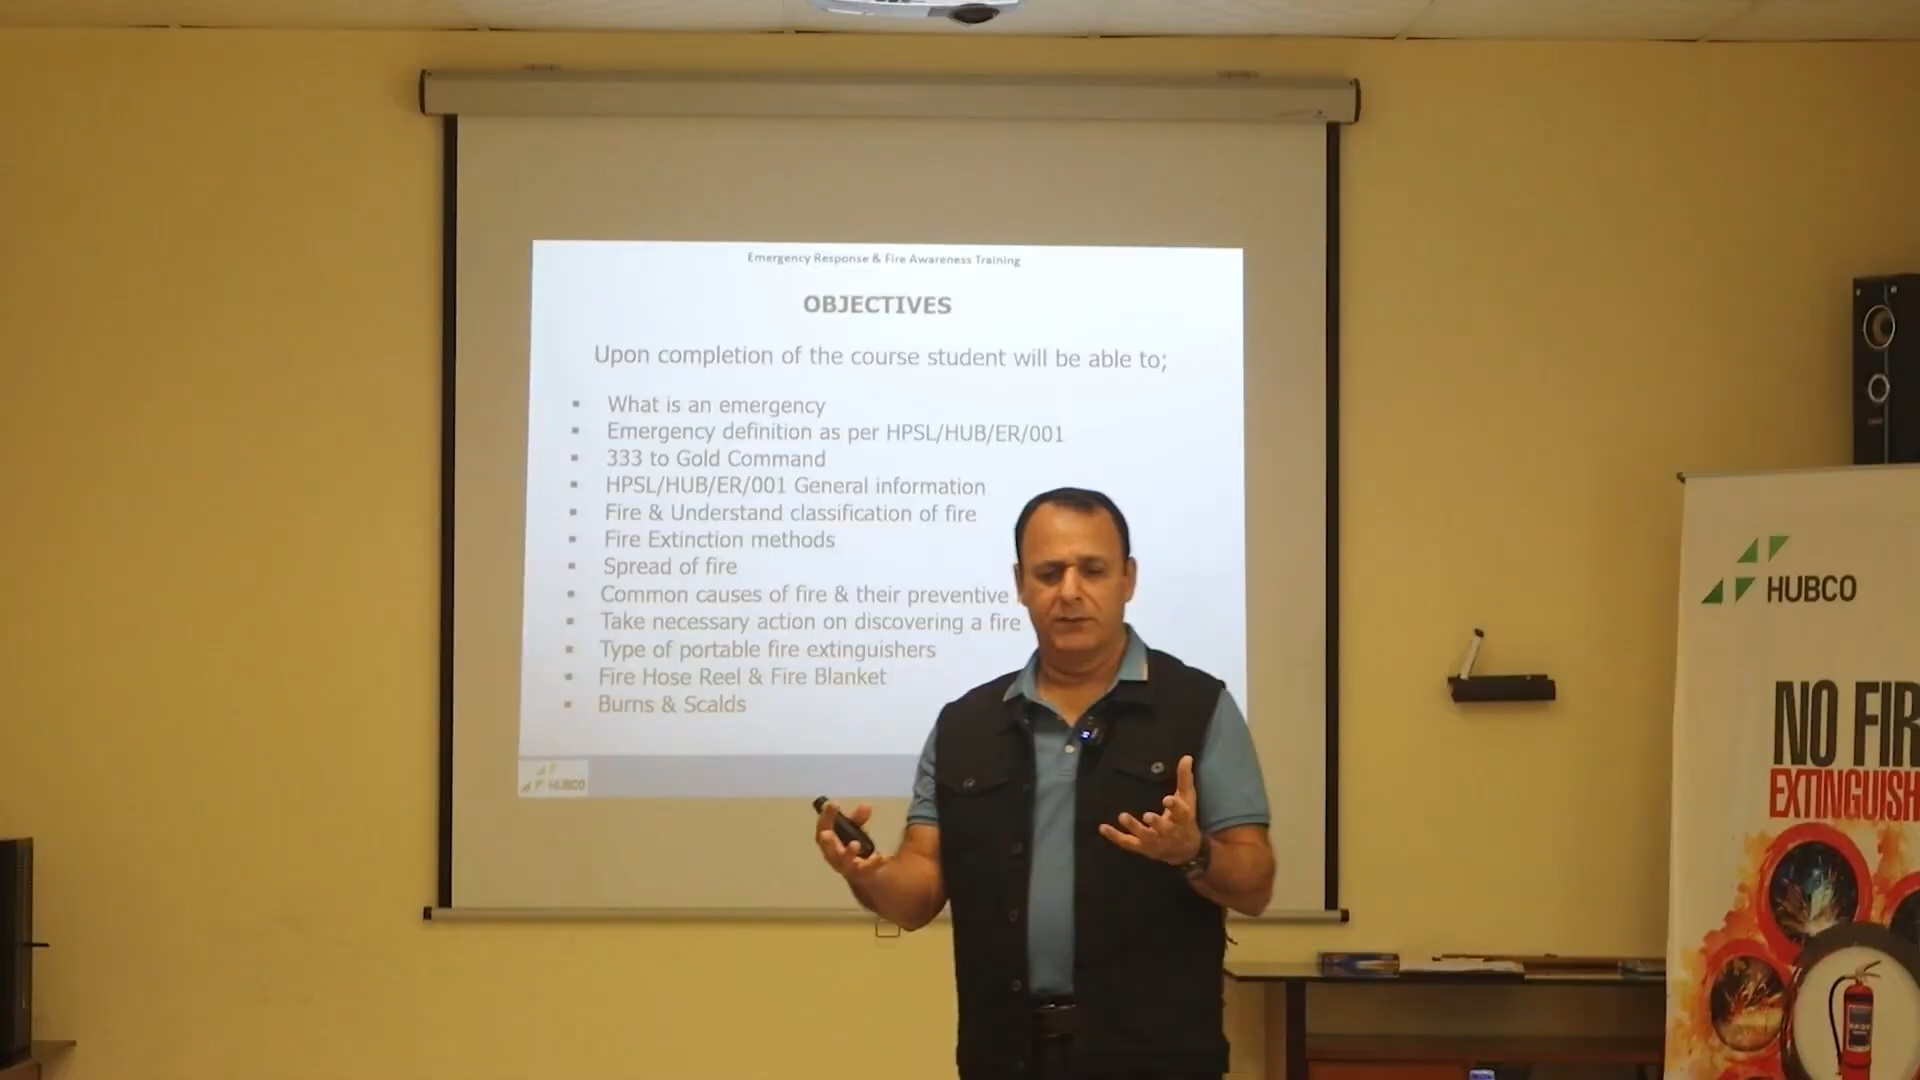 Emergency Response & Fire Awareness Training
OBJECTIVES
Upon completion of the course student will be able to;
▪ What is an emergency
▪ Emergency definition as per HPSL/HUB/ER/001
▪ 333 to Gold Command
▪ HPSL/HUB/ER/001 General information
▪ Fire & Understand classification of fire
▪ Fire Extinction methods
▪ Spread of fire
▪ Common causes of fire & their preventive
▪ Take necessary action on discovering a fire
▪ Type of portable fire extinguishers
▪ Fire Hose Reel & Fire Blanket
▪ Burns & Scalds
HUBCO
HUBCO
NO FIR
EXTINGUISH